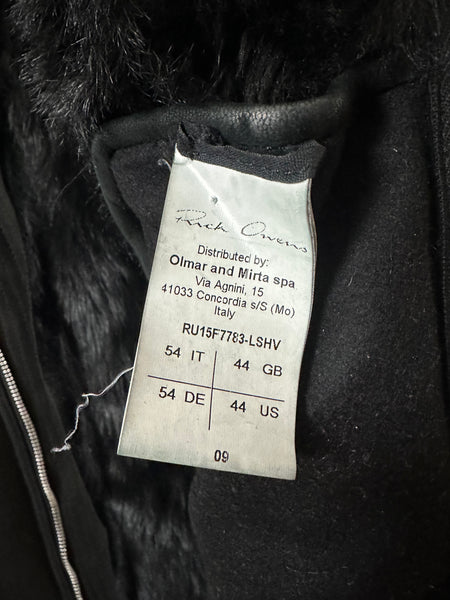 Rick Owens
Distributed by:
Olmar and Mirta spa
Via Agnini, 15
41033 Concordia s/S (Mo)
Italy
RU15F7783-LSHV
54 IT 44 GB
54 DE 44 US
09